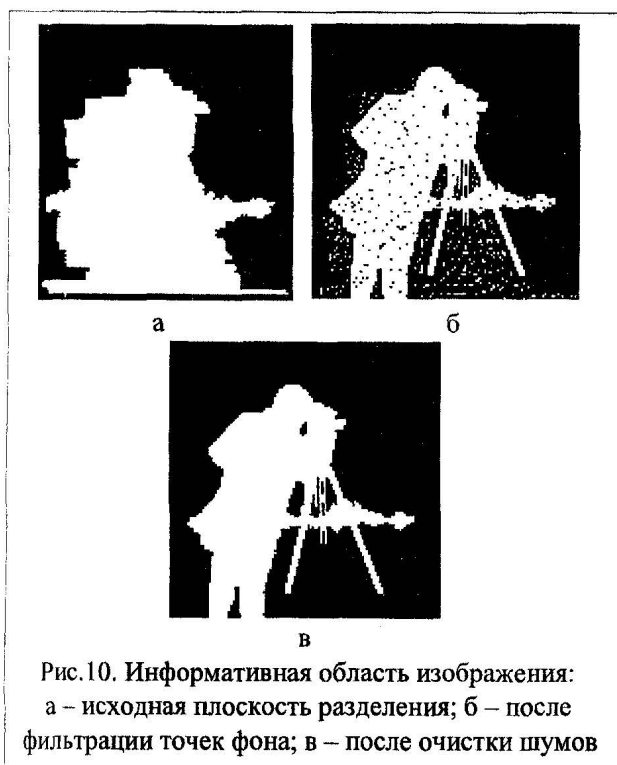 а
б
в
Рис.10. Информативная область изображения:
а – исходная плоскость разделения; б – после
фильтрации точек фона; в – после очистки шумов